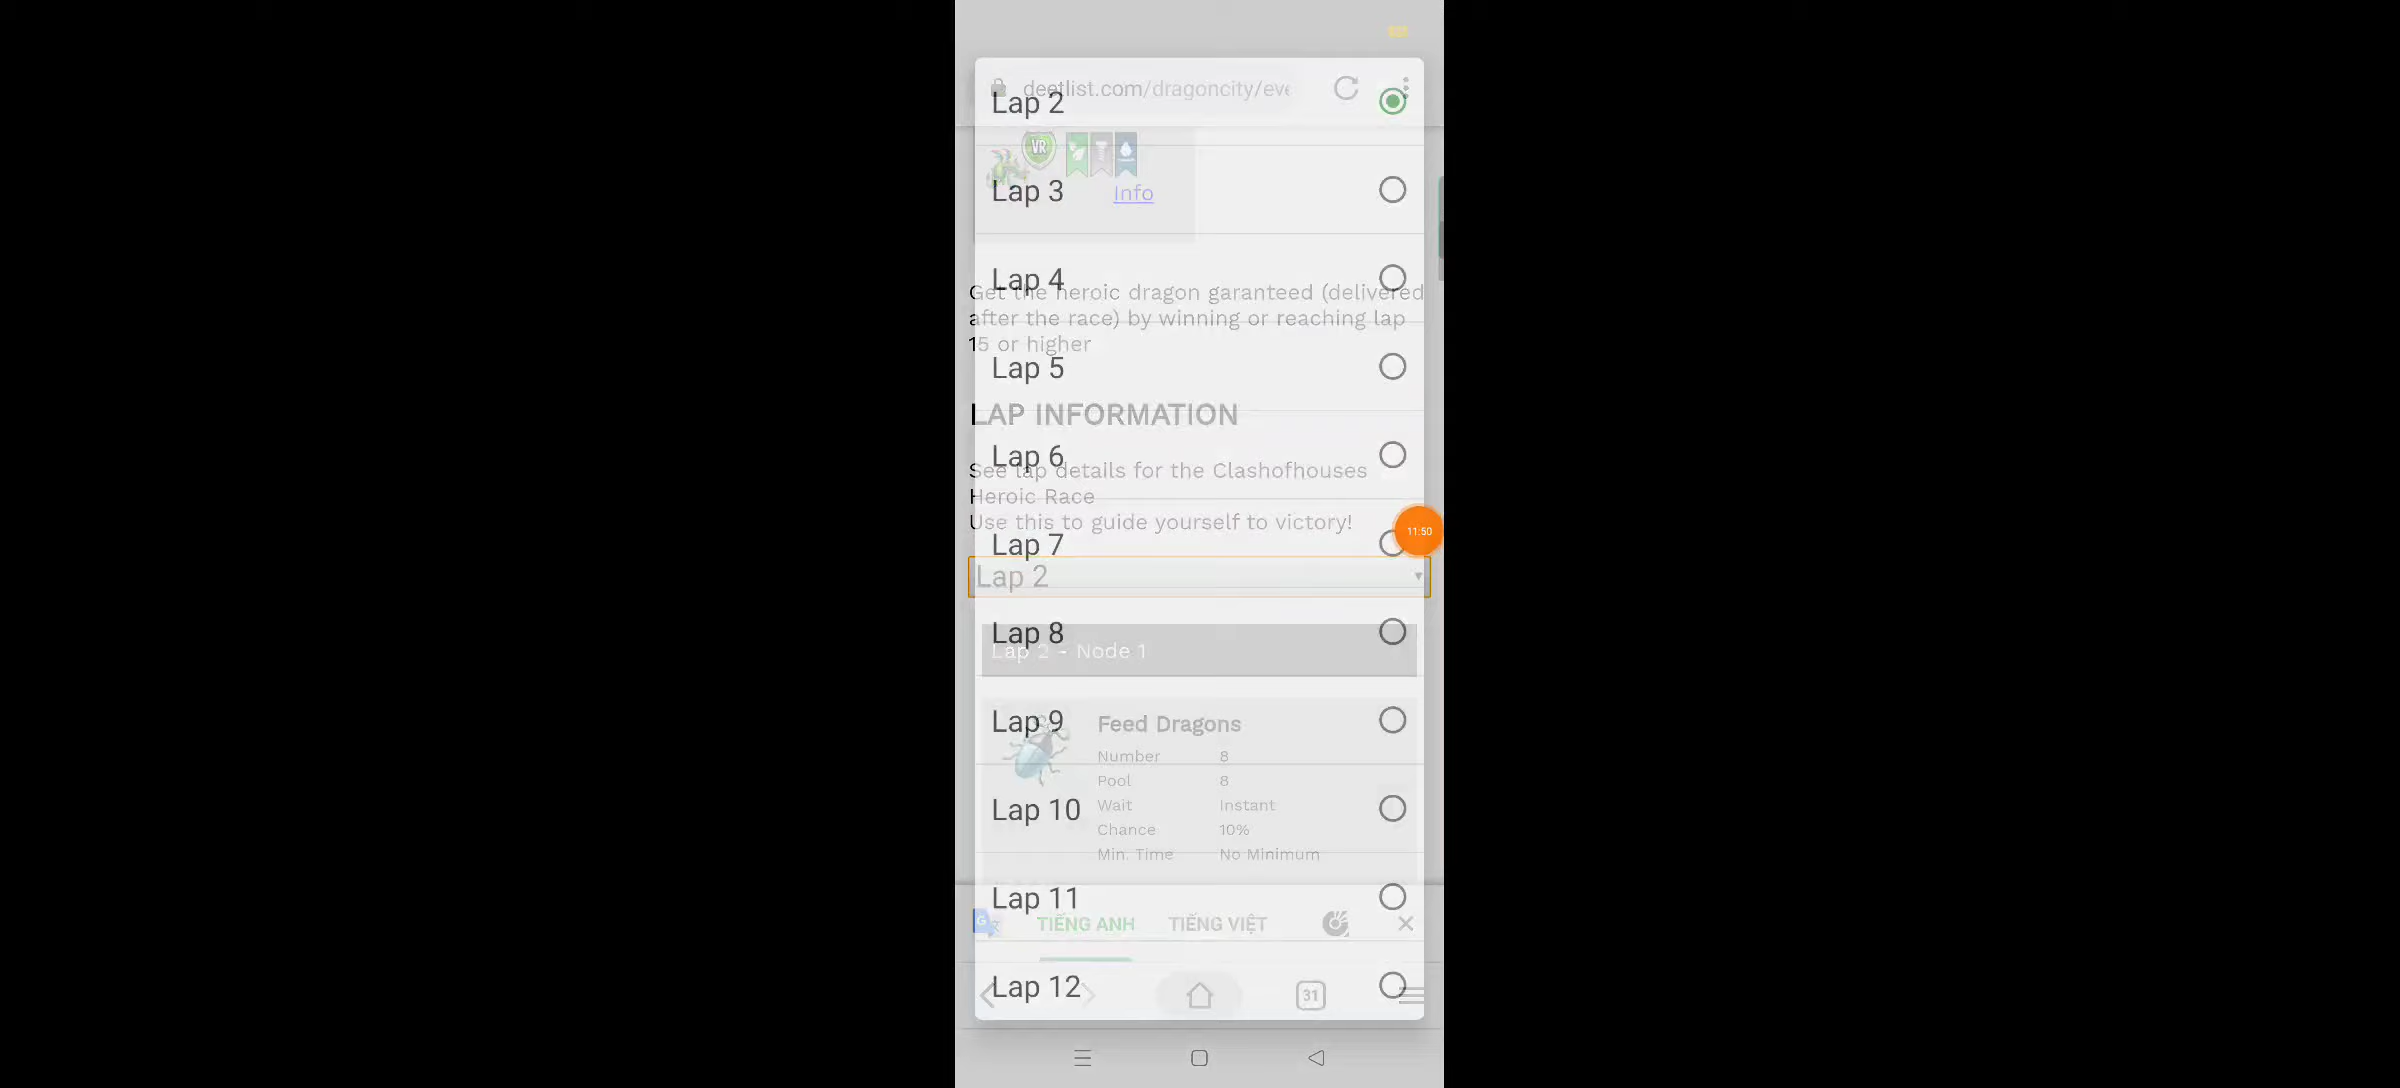 deetlist.com/dragoncity/eve
Lap 2
VR
Lap 3
Info
Lap 4
Get the heroic dragon garanteed (delivered
after the race) by winning or reaching lap
15 or higher
Lap 5
LAP INFORMATION
Lap 6
See lap details for the Clashofhouses
Heroic Race
Use this to guide yourself to victory!
11:50
Lap 7
Lap 2
Lap 8
Lap 2 - Node 1
Lap 9
Feed Dragons
Number 8
Pool 8
Lap 10
Wait Instant
Chance 10%
Min. Time No Minimum
Lap 11
TIẾNG ANH TIẾNG VIỆT
Lap 12
31